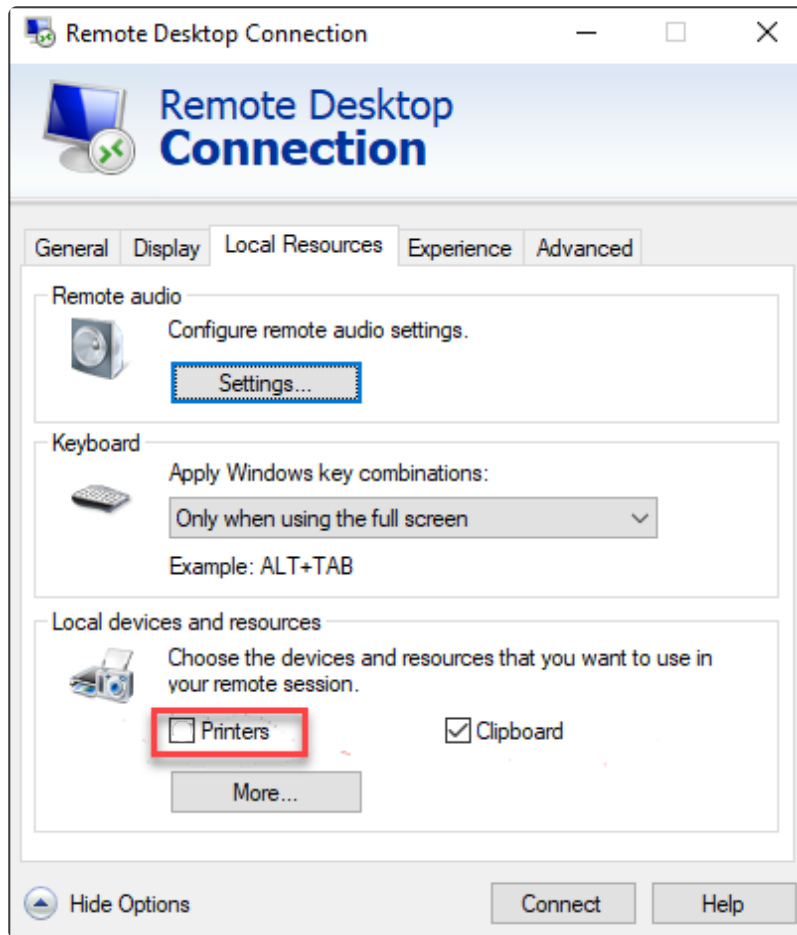 Remote Desktop Connection
Remote Desktop
Connection
General Display Local Resources Experience Advanced
Remote audio
Configure remote audio settings.
Settings...
Keyboard
Apply Windows key combinations:
Only when using the full screen
Example: ALT+TAB
Local devices and resources
Choose the devices and resources that you want to use in
your remote session.
Printers Clipboard
More...
Hide Options Connect Help